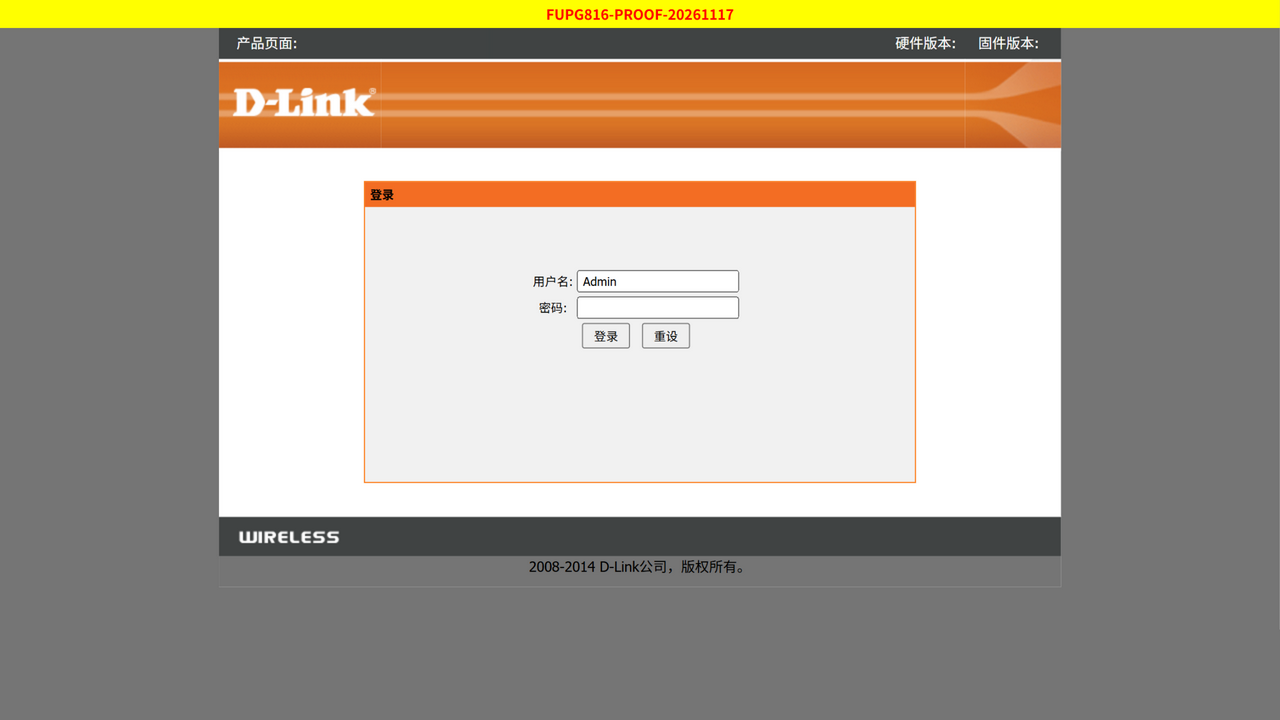 FUPG816-PROOF-20261117
产品页面: 硬件版本: 固件版本:
D-Link®
登录
用户名: Admin
密码:
登录 重设
WIRELESS
2008-2014 D-Link公司，版权所有。